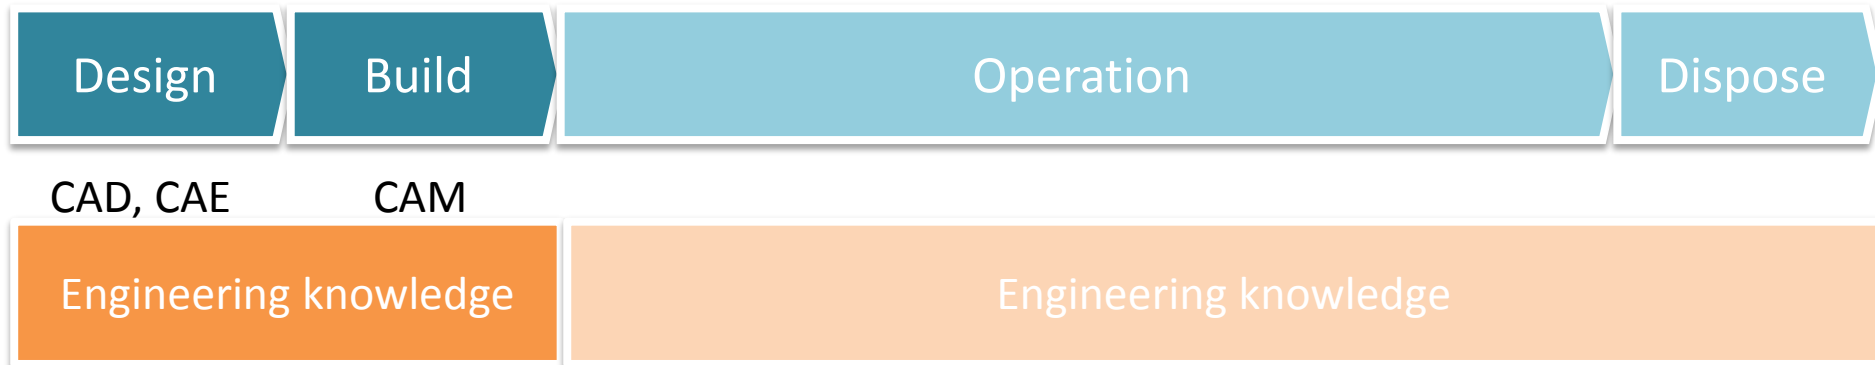 Design
Build
Operation
Dispose
CAD, CAE
CAM
Engineering knowledge
Engineering knowledge